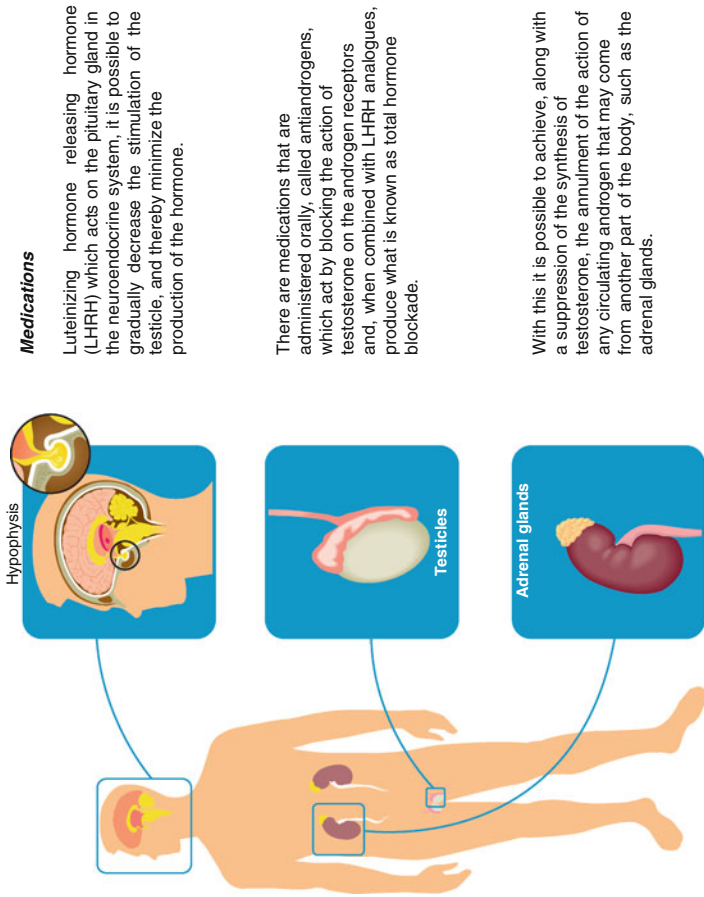 Medications
Luteinizing hormone releasing hormone
(LHRH) which acts on the pituitary gland in
the neuroendocrine system, it is possible to
gradually decrease the stimulation of the
testicle, and thereby minimize the
production of the hormone.
There are medications that are
administered orally, called antiandrogens,
which act by blocking the action of
testosterone on the androgen receptors
and, when combined with LHRH analogues,
produce what is known as total hormone
blockade.
With this it is possible to achieve, along with
a suppression of the synthesis of
testosterone, the annulment of the action of
any circulating androgen that may come
from another part of the body, such as the
adrenal glands.
Hypophysis
Testicles
Adrenal glands